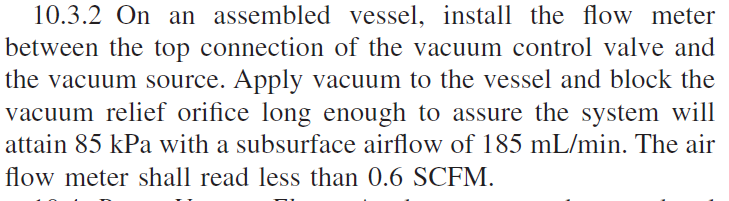 10.3.2 On an assembled vessel, install the flow meter
between the top connection of the vacuum control valve and
the vacuum source. Apply vacuum to the vessel and block the
vacuum relief orifice long enough to assure the system will
attain 85 kPa with a subsurface airflow of 185 mL/min. The air
flow meter shall read less than 0.6 SCFM.